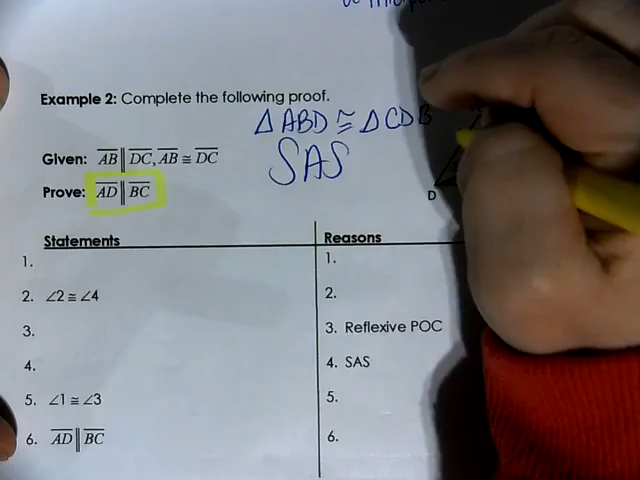 Example 2: Complete the following proof.
△ABD ≅ △CDB
Given: AB ∥ DC, AB ≅ DC
SAS
Prove: AD ∥ BC
D
Statements Reasons
1. 1.
2. ∠2 ≅ ∠4 2.
3. 3. Reflexive POC
4. 4. SAS
5. ∠1 ≅ ∠3 5.
6. AD ∥ BC 6.